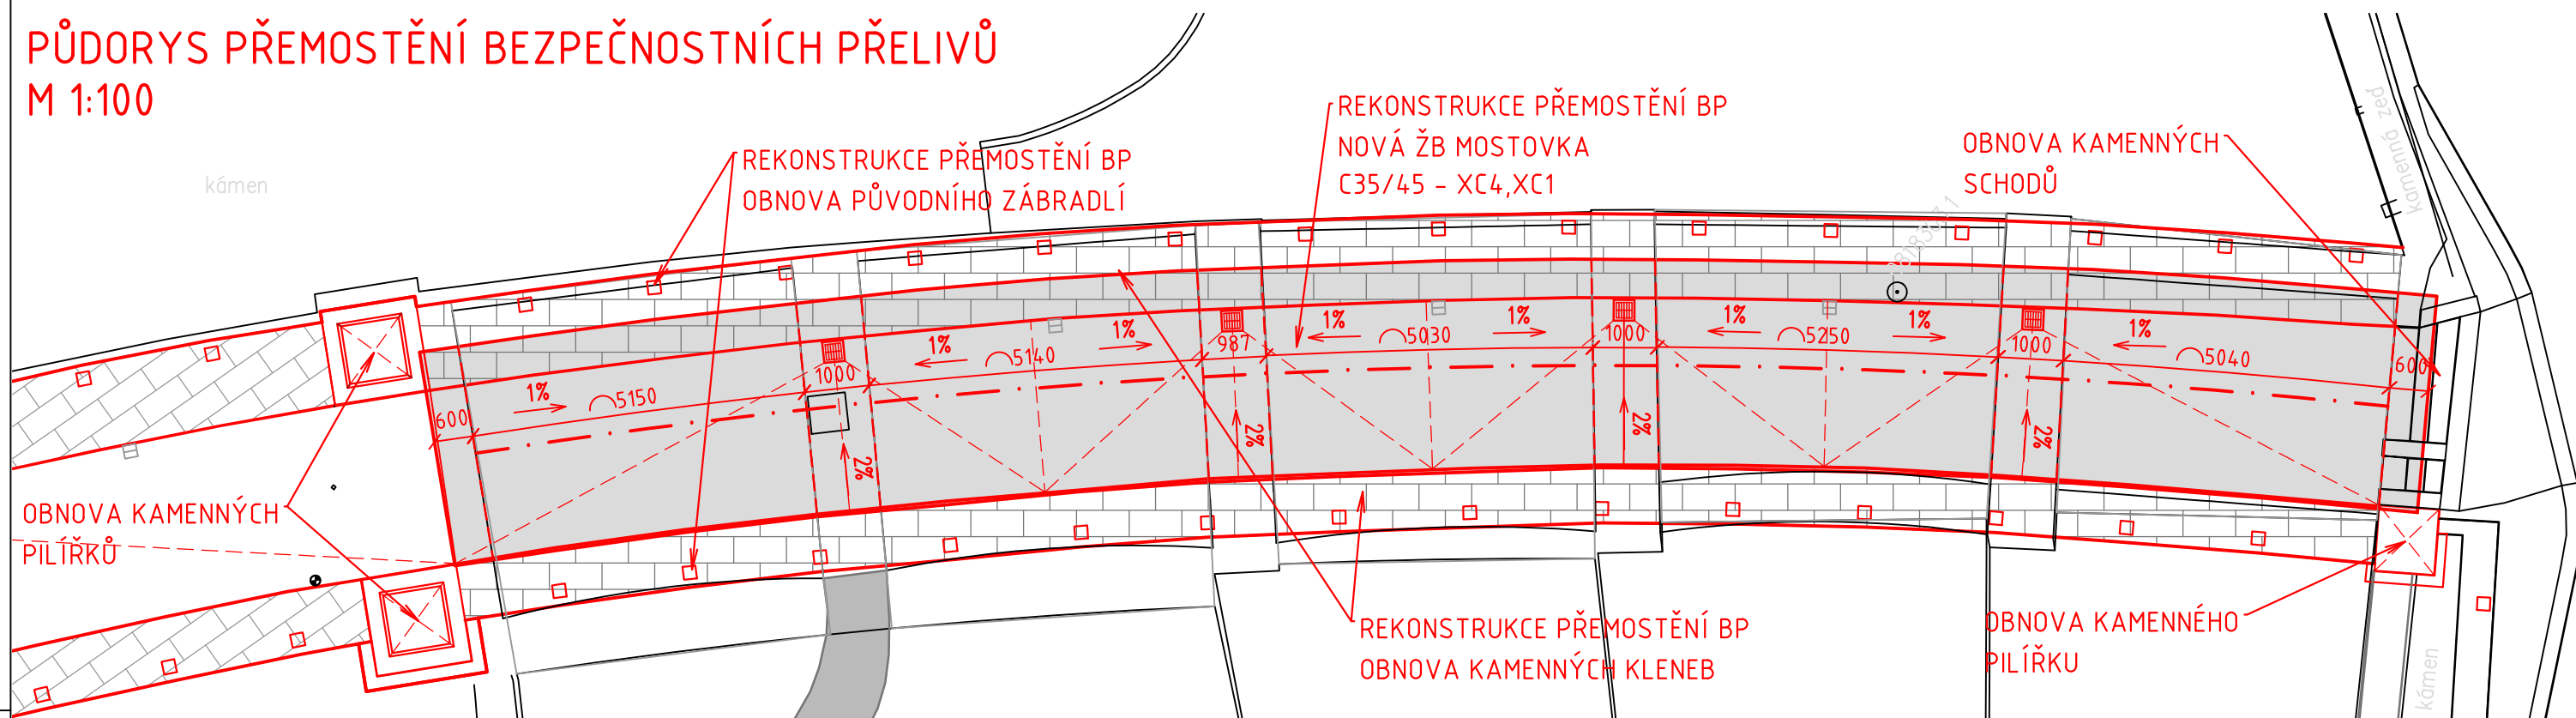 PŮDORYS PŘEMOSTĚNÍ BEZPEČNOSTNÍCH PŘELIVŮ
M 1:100
kámen
REKONSTRUKCE PŘEMOSTĚNÍ BP
OBNOVA PŮVODNÍHO ZÁBRADLÍ
REKONSTRUKCE PŘEMOSTĚNÍ BP
NOVÁ ŽB MOSTOVKA
C35/45 - XC4,XC1
OBNOVA KAMENNÝCH
SCHODŮ
kamenná zeď
600
1%
5150
1000
2%
1%
5140
1%
987
2%
1%
5030
1%
1000
2%
1%
5250
1%
1000
2%
1%
5040
600
OBNOVA KAMENNÝCH
PILÍŘKŮ
REKONSTRUKCE PŘEMOSTĚNÍ BP
OBNOVA KAMENNÝCH KLENEB
OBNOVA KAMENNÉHO
PILÍŘKU
kámen